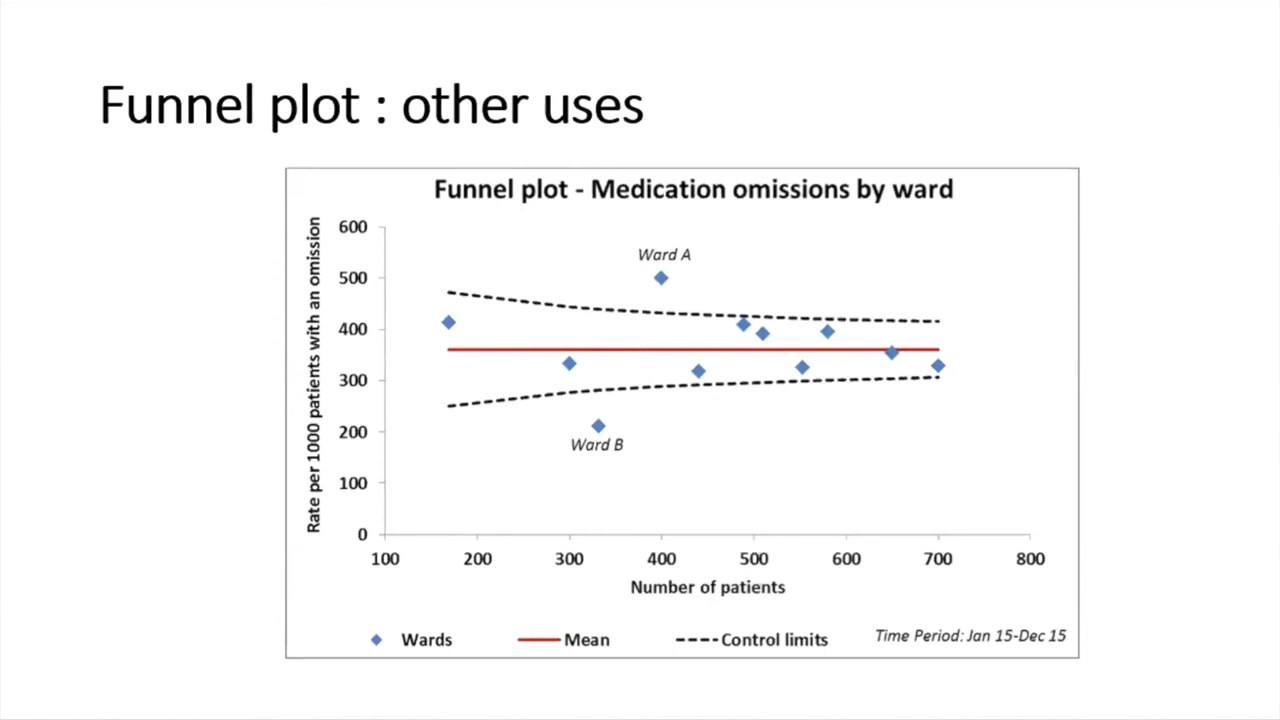 Funnel plot : other uses
Funnel plot - Medication omissions by ward
Rate per 1000 patients with an omission
600
500
400
300
200
100
0
Ward A
Ward B
100 200 300 400 500 600 700 800
Number of patients
Wards Mean Control limits
Time Period: Jan 15-Dec 15